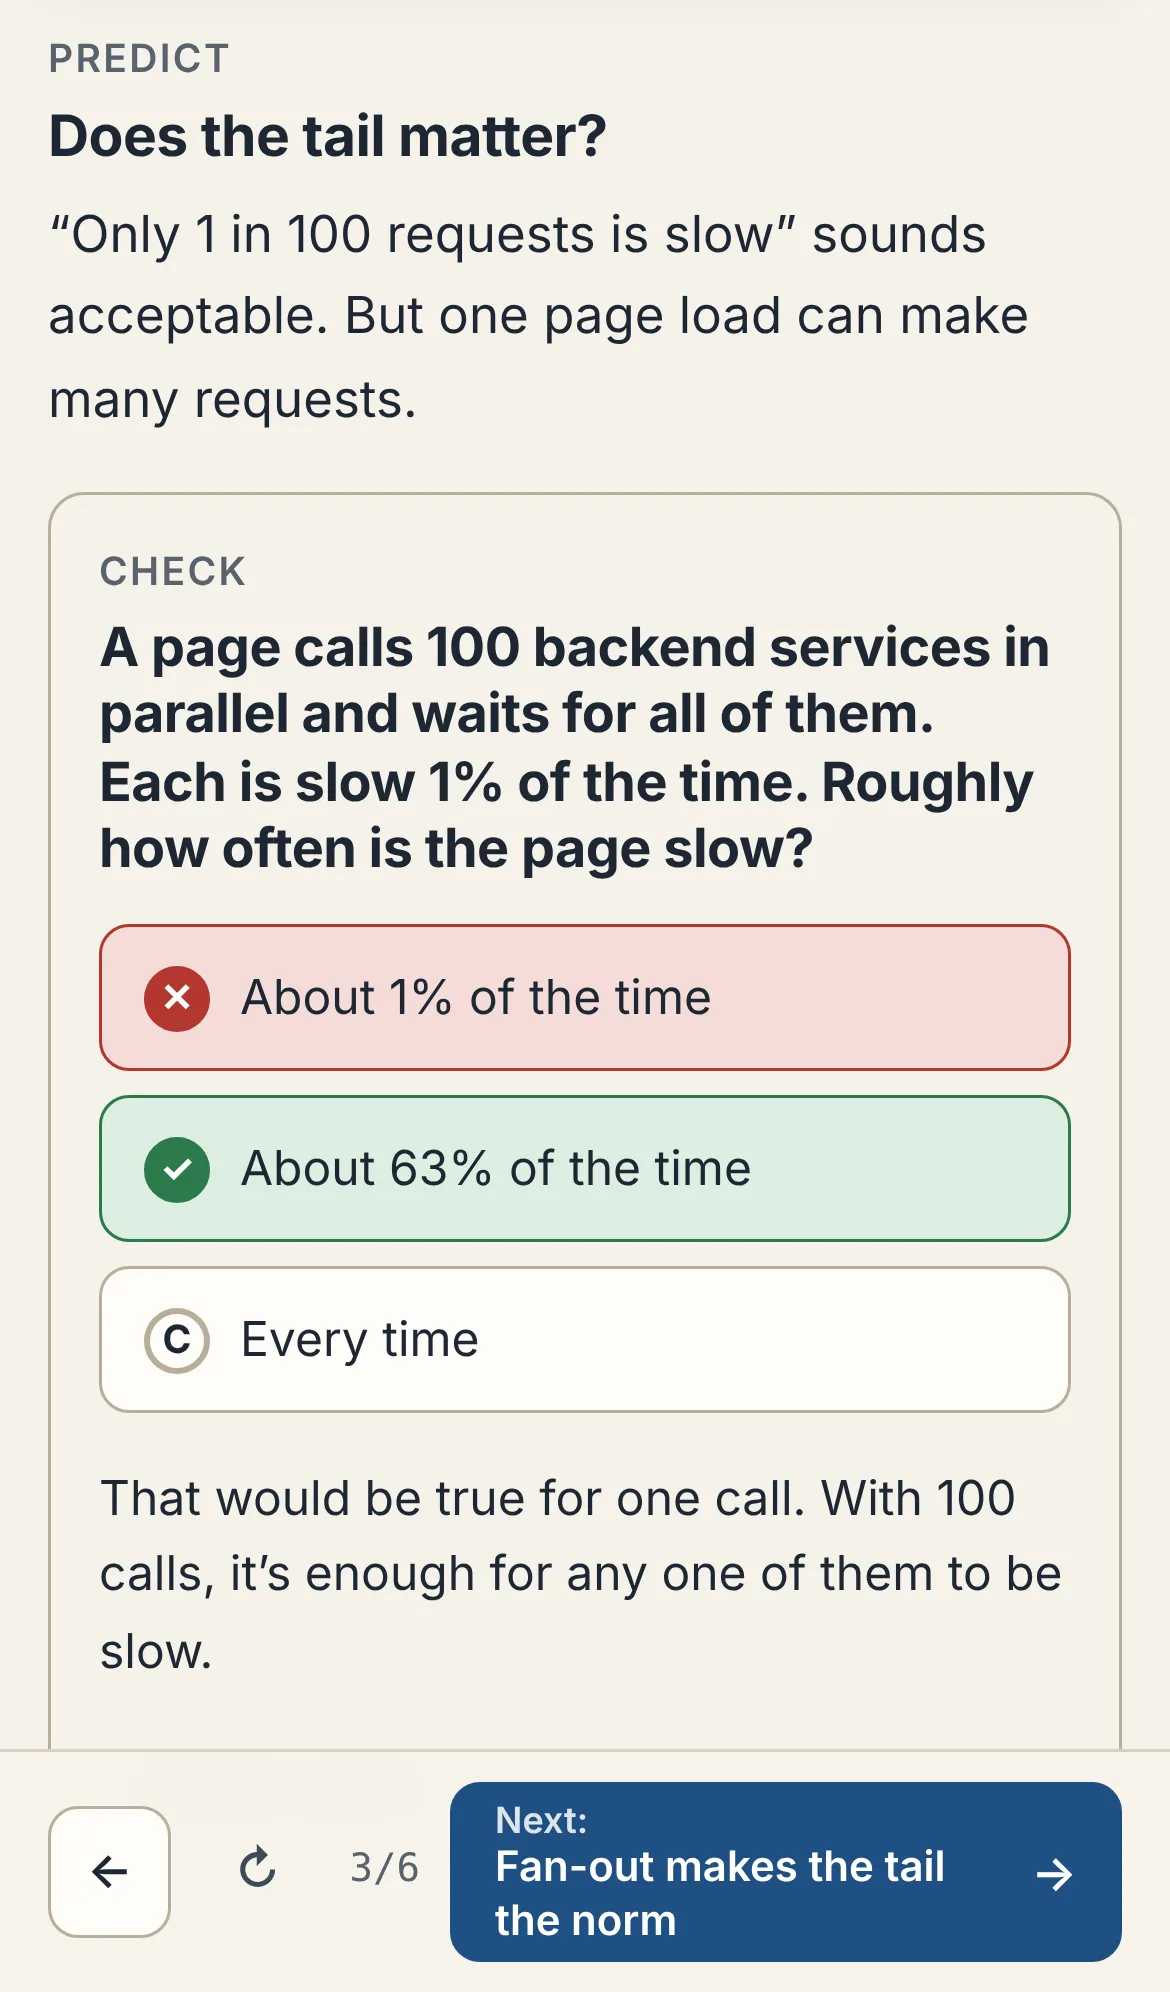 PREDICT
Does the tail matter?
“Only 1 in 100 requests is slow” sounds
acceptable. But one page load can make
many requests.
CHECK
A page calls 100 backend services in
parallel and waits for all of them.
Each is slow 1% of the time. Roughly
how often is the page slow?
About 1% of the time
About 63% of the time
C Every time
That would be true for one call. With 100
calls, it’s enough for any one of them to be
slow.
3/6
Next:
Fan-out makes the tail
the norm